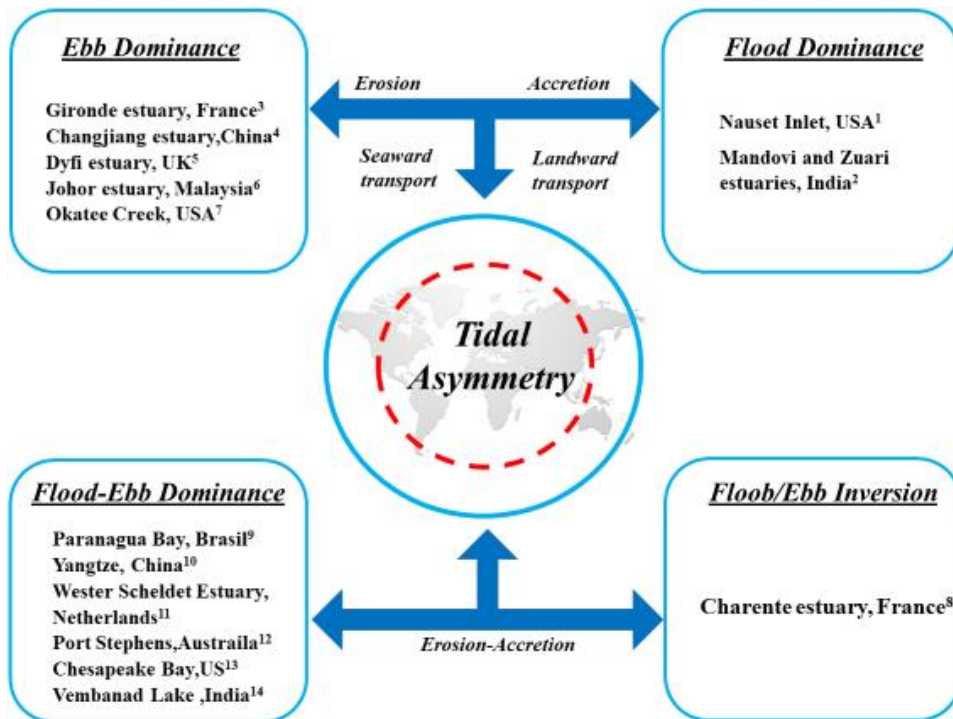 Ebb Dominance
Gironde estuary, France³
Changjiang estuary,China⁴
Dyfi estuary, UK⁵
Johor estuary, Malaysia⁶
Okatee Creek, USA⁷
Erosion
Accretion
Seaward
transport
Landward
transport
Flood Dominance
Nauset Inlet, USA¹
Mandovi and Zuari
estuaries, India²
Tidal
Asymmetry
Flood-Ebb Dominance
Paranagua Bay, Brasil⁹
Yangtze, China¹⁰
Wester Scheldet Estuary,
Netherlands¹¹
Port Stephens,Austraila¹²
Chesapeake Bay,US¹³
Vembanad Lake ,India¹⁴
Erosion-Accretion
Floob/Ebb Inversion
Charente estuary, France⁸